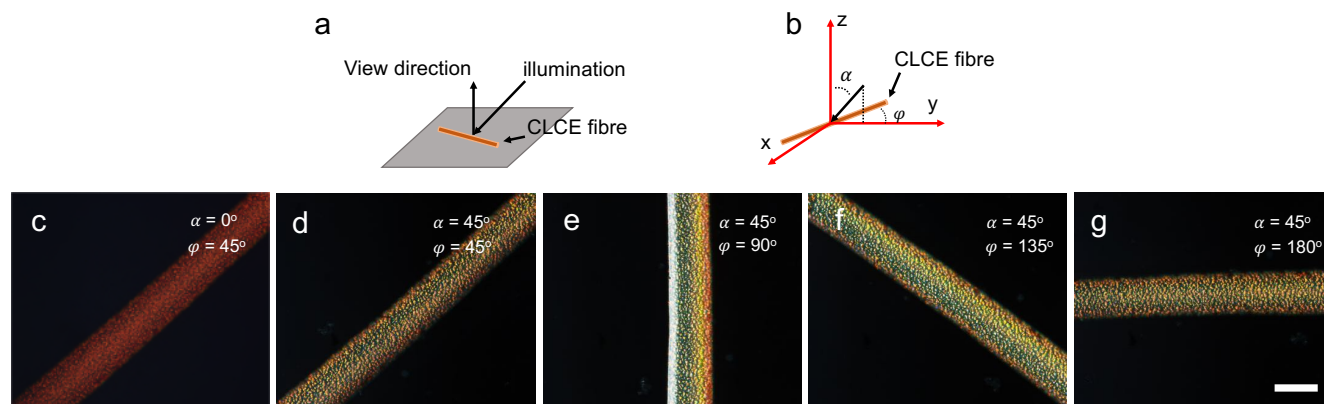 a
View direction
illumination
CLCE fibre
b
z
α
CLCE fibre
y
φ
x
c
α = 0°
φ = 45°
d
α = 45°
φ = 45°
e
α = 45°
φ = 90°
f
α = 45°
φ = 135°
g
α = 45°
φ = 180°